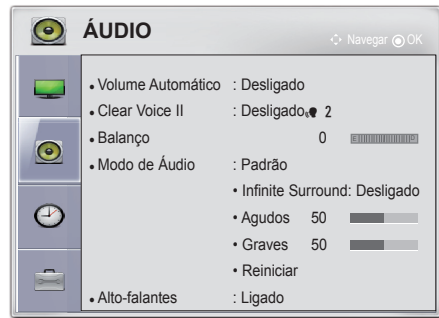 ÁUDIO
Navegar OK
• Volume Automático : Desligado
• Clear Voice II : Desligado 2
• Balanço 0 E D
• Modo de Áudio : Padrão
• Infinite Surround: Desligado
• Agudos 50
• Graves 50
• Reiniciar
• Alto-falantes : Ligado